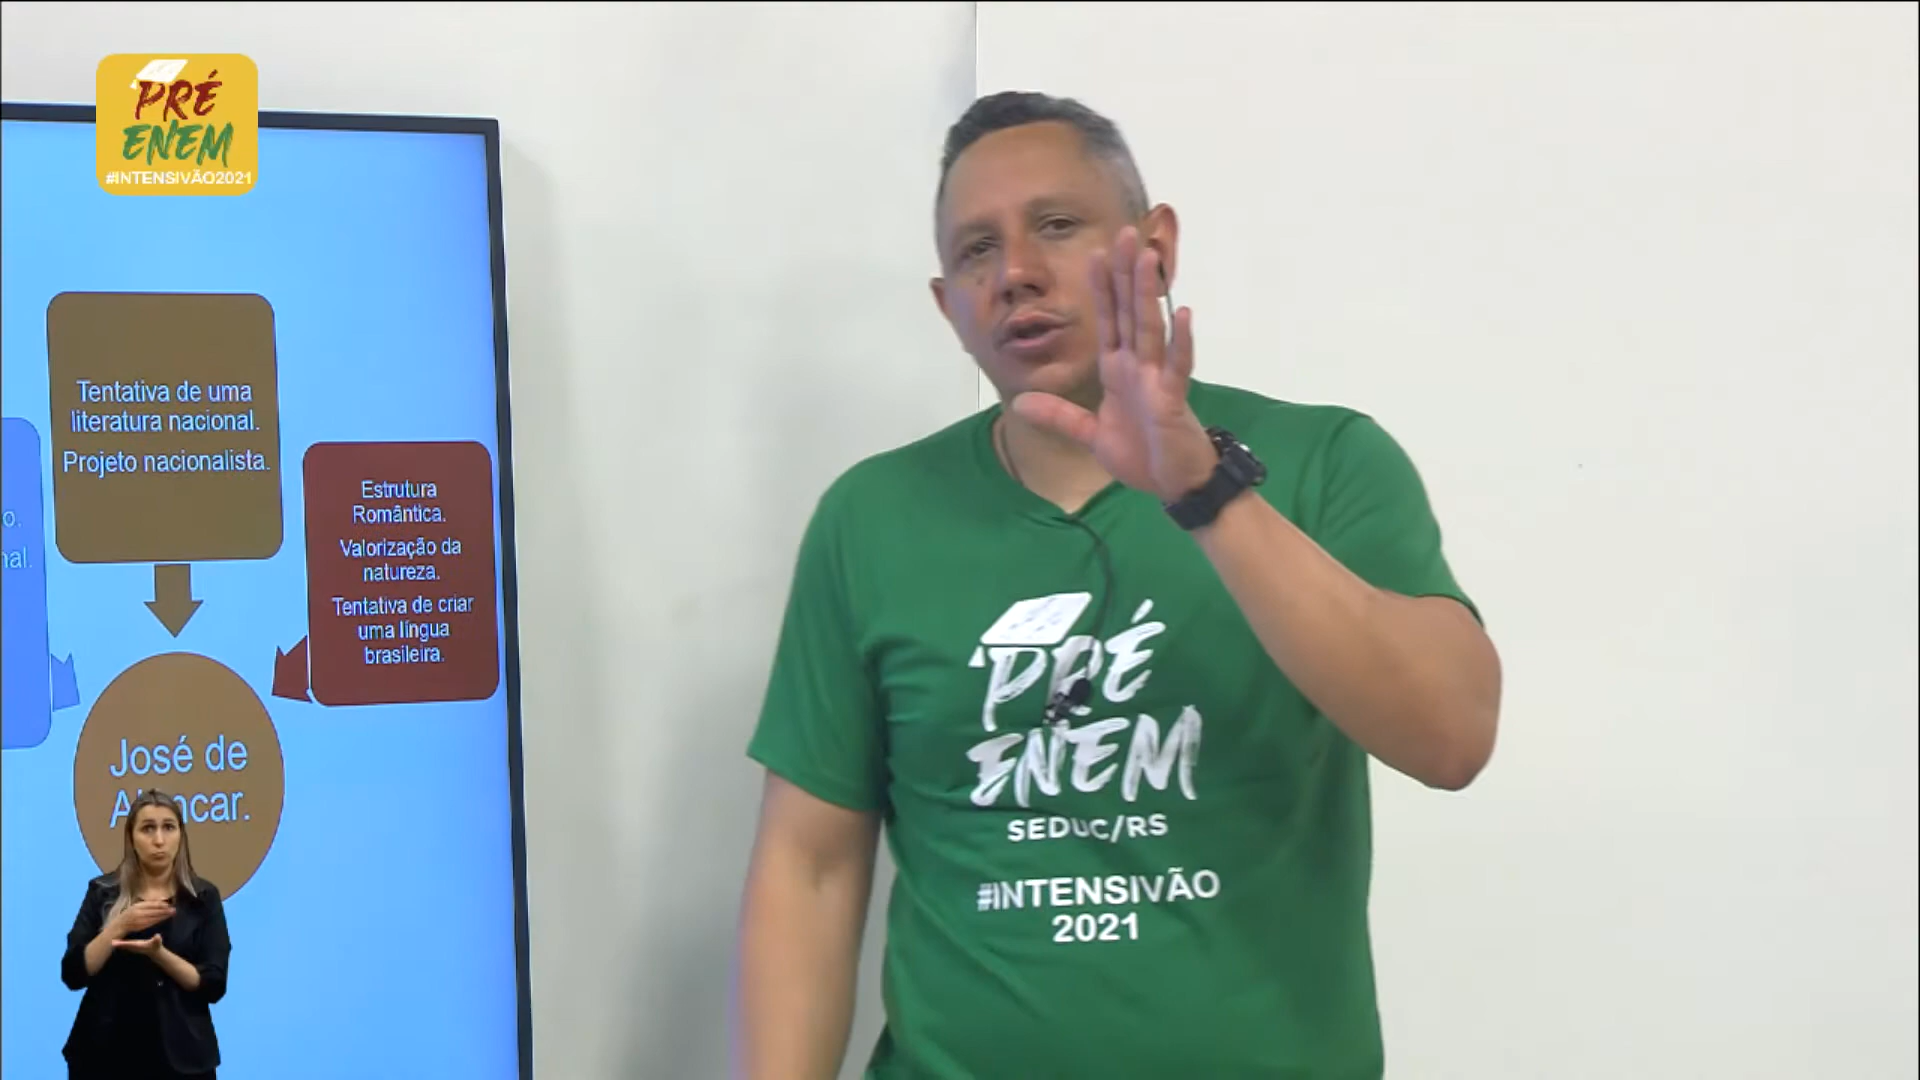 PRÉ
ENEM
#INTENSIVÃO2021
Tentativa de uma
literatura nacional.
Projeto nacionalista.
Estrutura
Romântica.
Valorização da
natureza.
Tentativa de criar
uma língua
brasileira.
José de
PRÉ
ENEM
SEDUC/RS
#INTENSIVÃO
2021